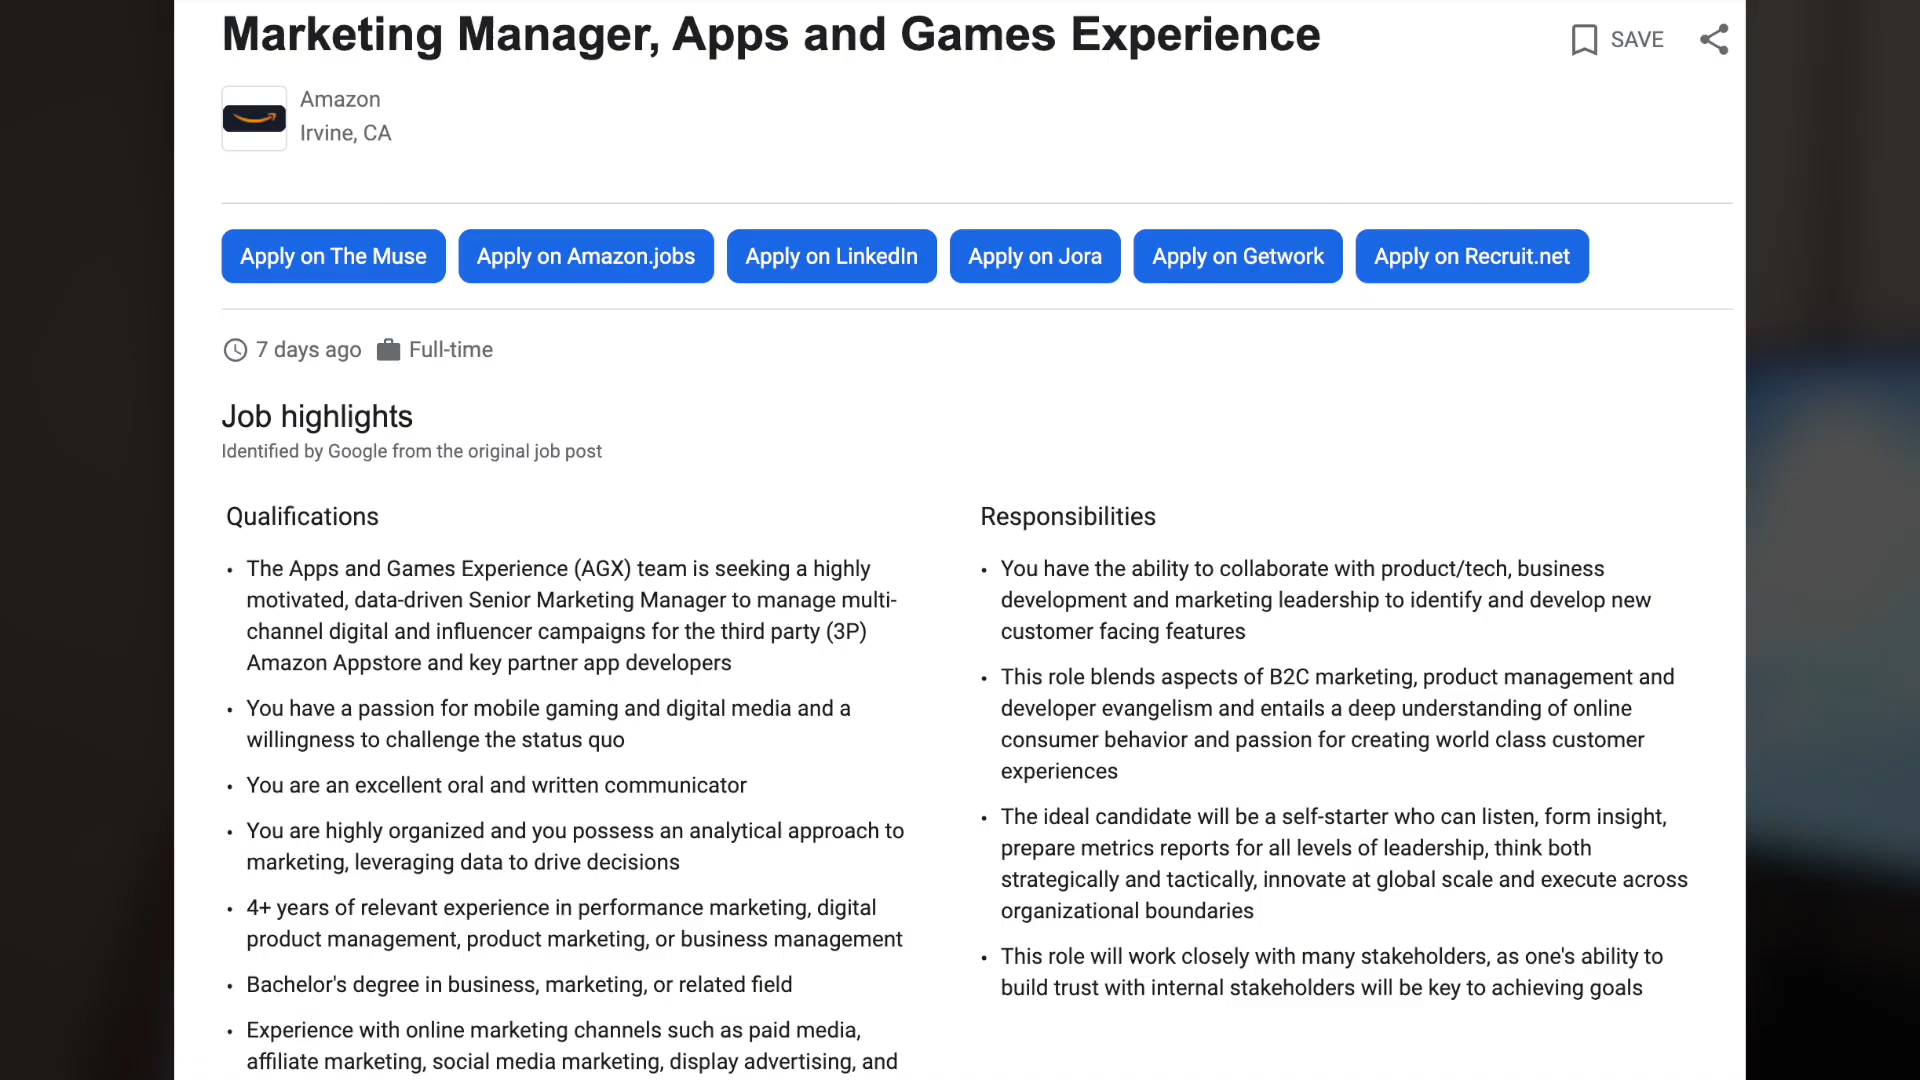 Marketing Manager, Apps and Games Experience
SAVE
Amazon
Irvine, CA
Apply on The Muse
Apply on Amazon.jobs
Apply on LinkedIn
Apply on Jora
Apply on Getwork
Apply on Recruit.net
7 days ago
Full-time
Job highlights
Identified by Google from the original job post
Qualifications
• The Apps and Games Experience (AGX) team is seeking a highly
motivated, data-driven Senior Marketing Manager to manage multi-
channel digital and influencer campaigns for the third party (3P)
Amazon Appstore and key partner app developers
• You have a passion for mobile gaming and digital media and a
willingness to challenge the status quo
• You are an excellent oral and written communicator
• You are highly organized and you possess an analytical approach to
marketing, leveraging data to drive decisions
• 4+ years of relevant experience in performance marketing, digital
product management, product marketing, or business management
• Bachelor's degree in business, marketing, or related field
• Experience with online marketing channels such as paid media,
affiliate marketing, social media marketing, display advertising, and
Responsibilities
• You have the ability to collaborate with product/tech, business
development and marketing leadership to identify and develop new
customer facing features
• This role blends aspects of B2C marketing, product management and
developer evangelism and entails a deep understanding of online
consumer behavior and passion for creating world class customer
experiences
• The ideal candidate will be a self-starter who can listen, form insight,
prepare metrics reports for all levels of leadership, think both
strategically and tactically, innovate at global scale and execute across
organizational boundaries
• This role will work closely with many stakeholders, as one's ability to
build trust with internal stakeholders will be key to achieving goals